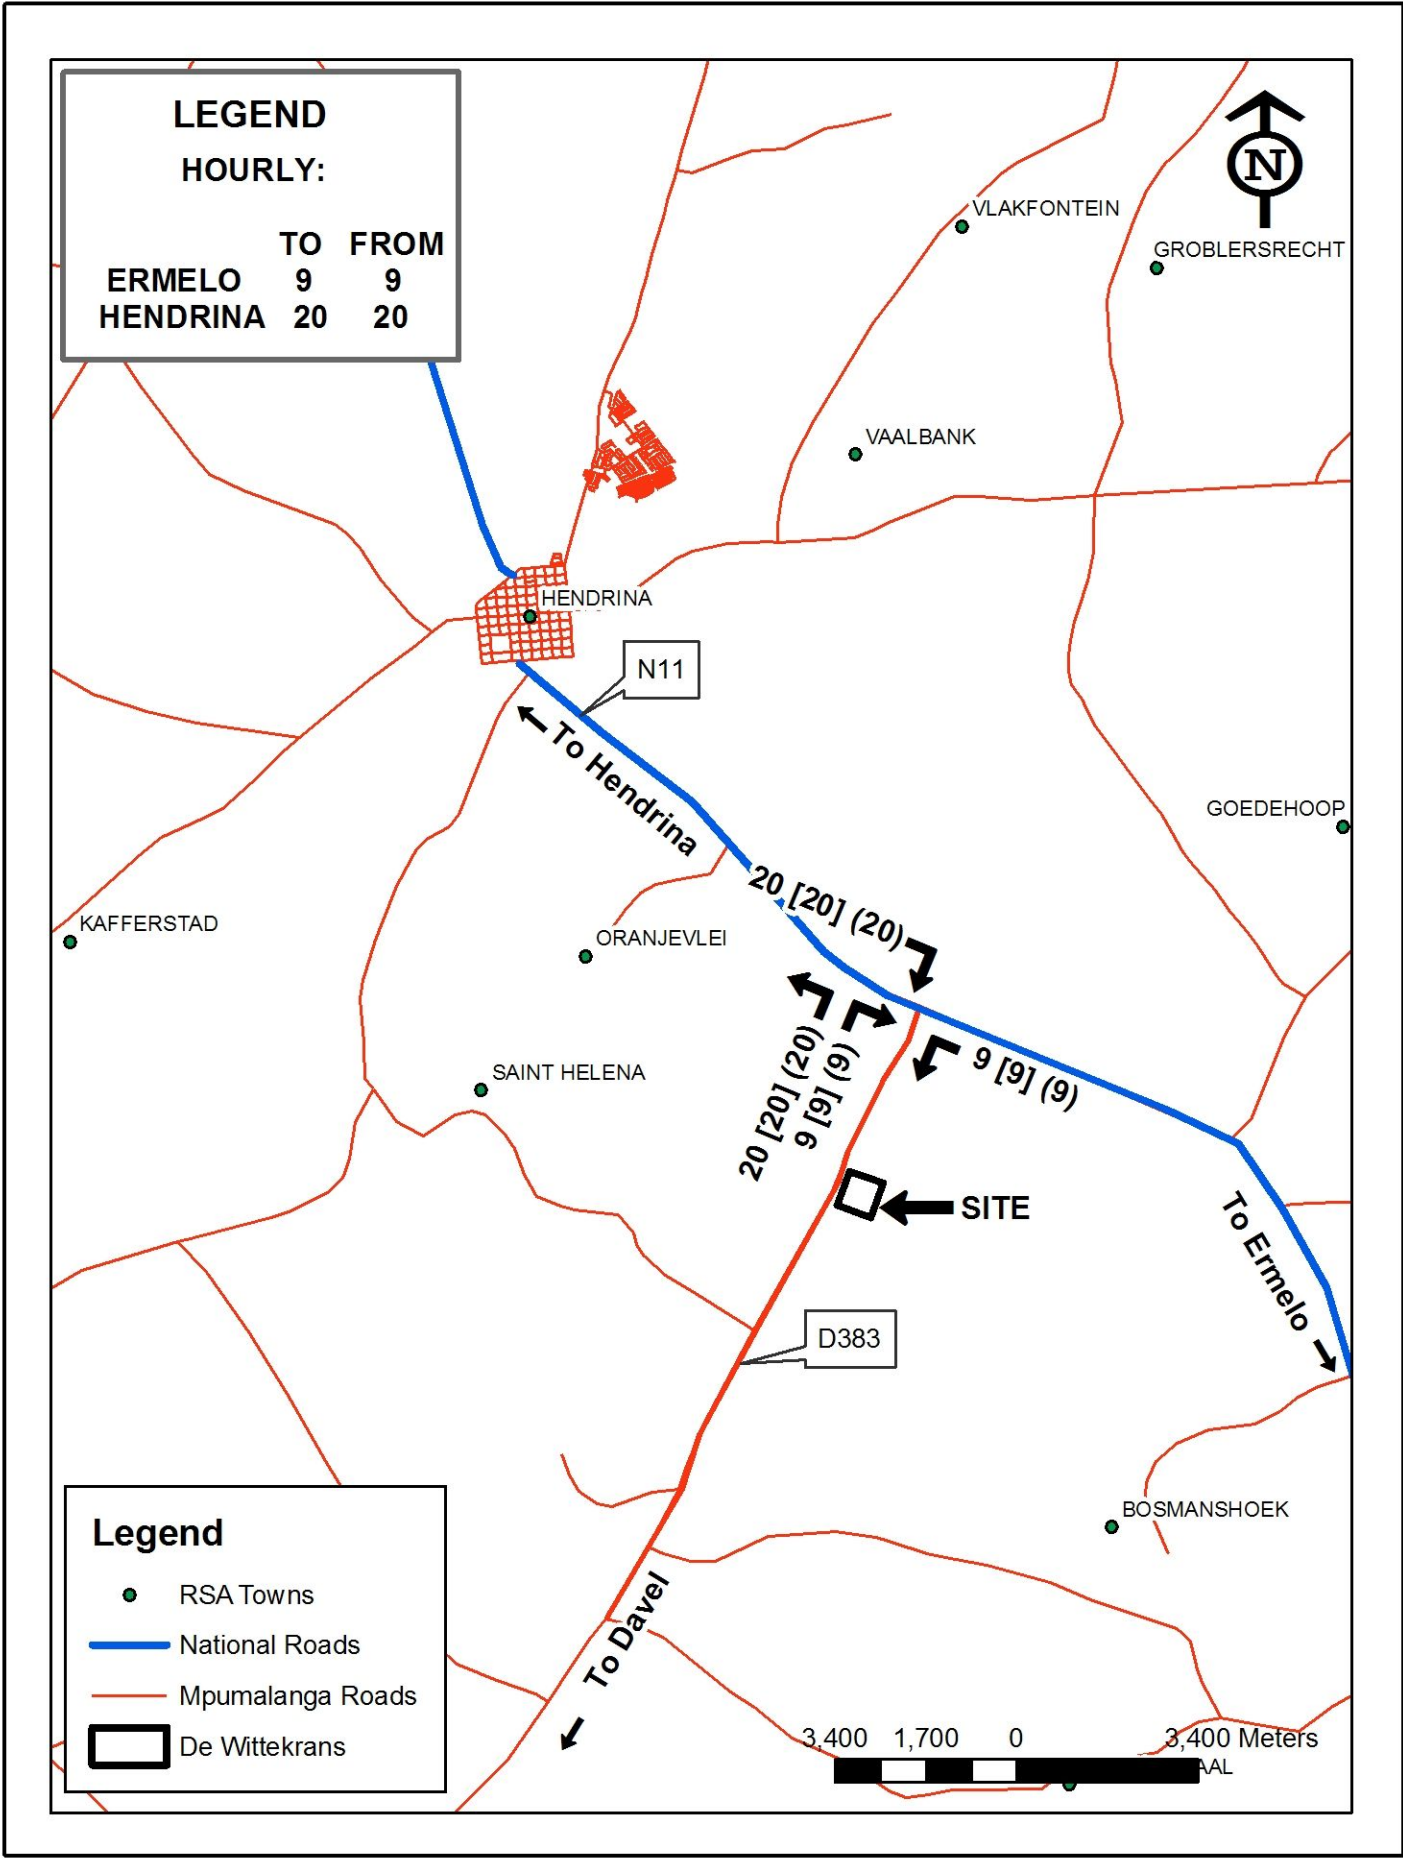 LEGEND
HOURLY:
TO FROM
ERMELO 9 9
HENDRINA 20 20
N
VLAKFONTEIN
GROBLERSRECHT
VAALBANK
HENDRINA
N11
To Hendrina
GOEDEHOOP
20 [20] (20)
KAFFERSTAD
ORANJEVLEI
20 [20] (20)
9 [9] (9)
9 [9] (9)
SAINT HELENA
SITE
To Ermelo
D383
BOSMANSHOEK
To Davel
Legend
RSA Towns
National Roads
Mpumalanga Roads
De Wittekrans
3,400 1,700 0 3,400 Meters
AAL